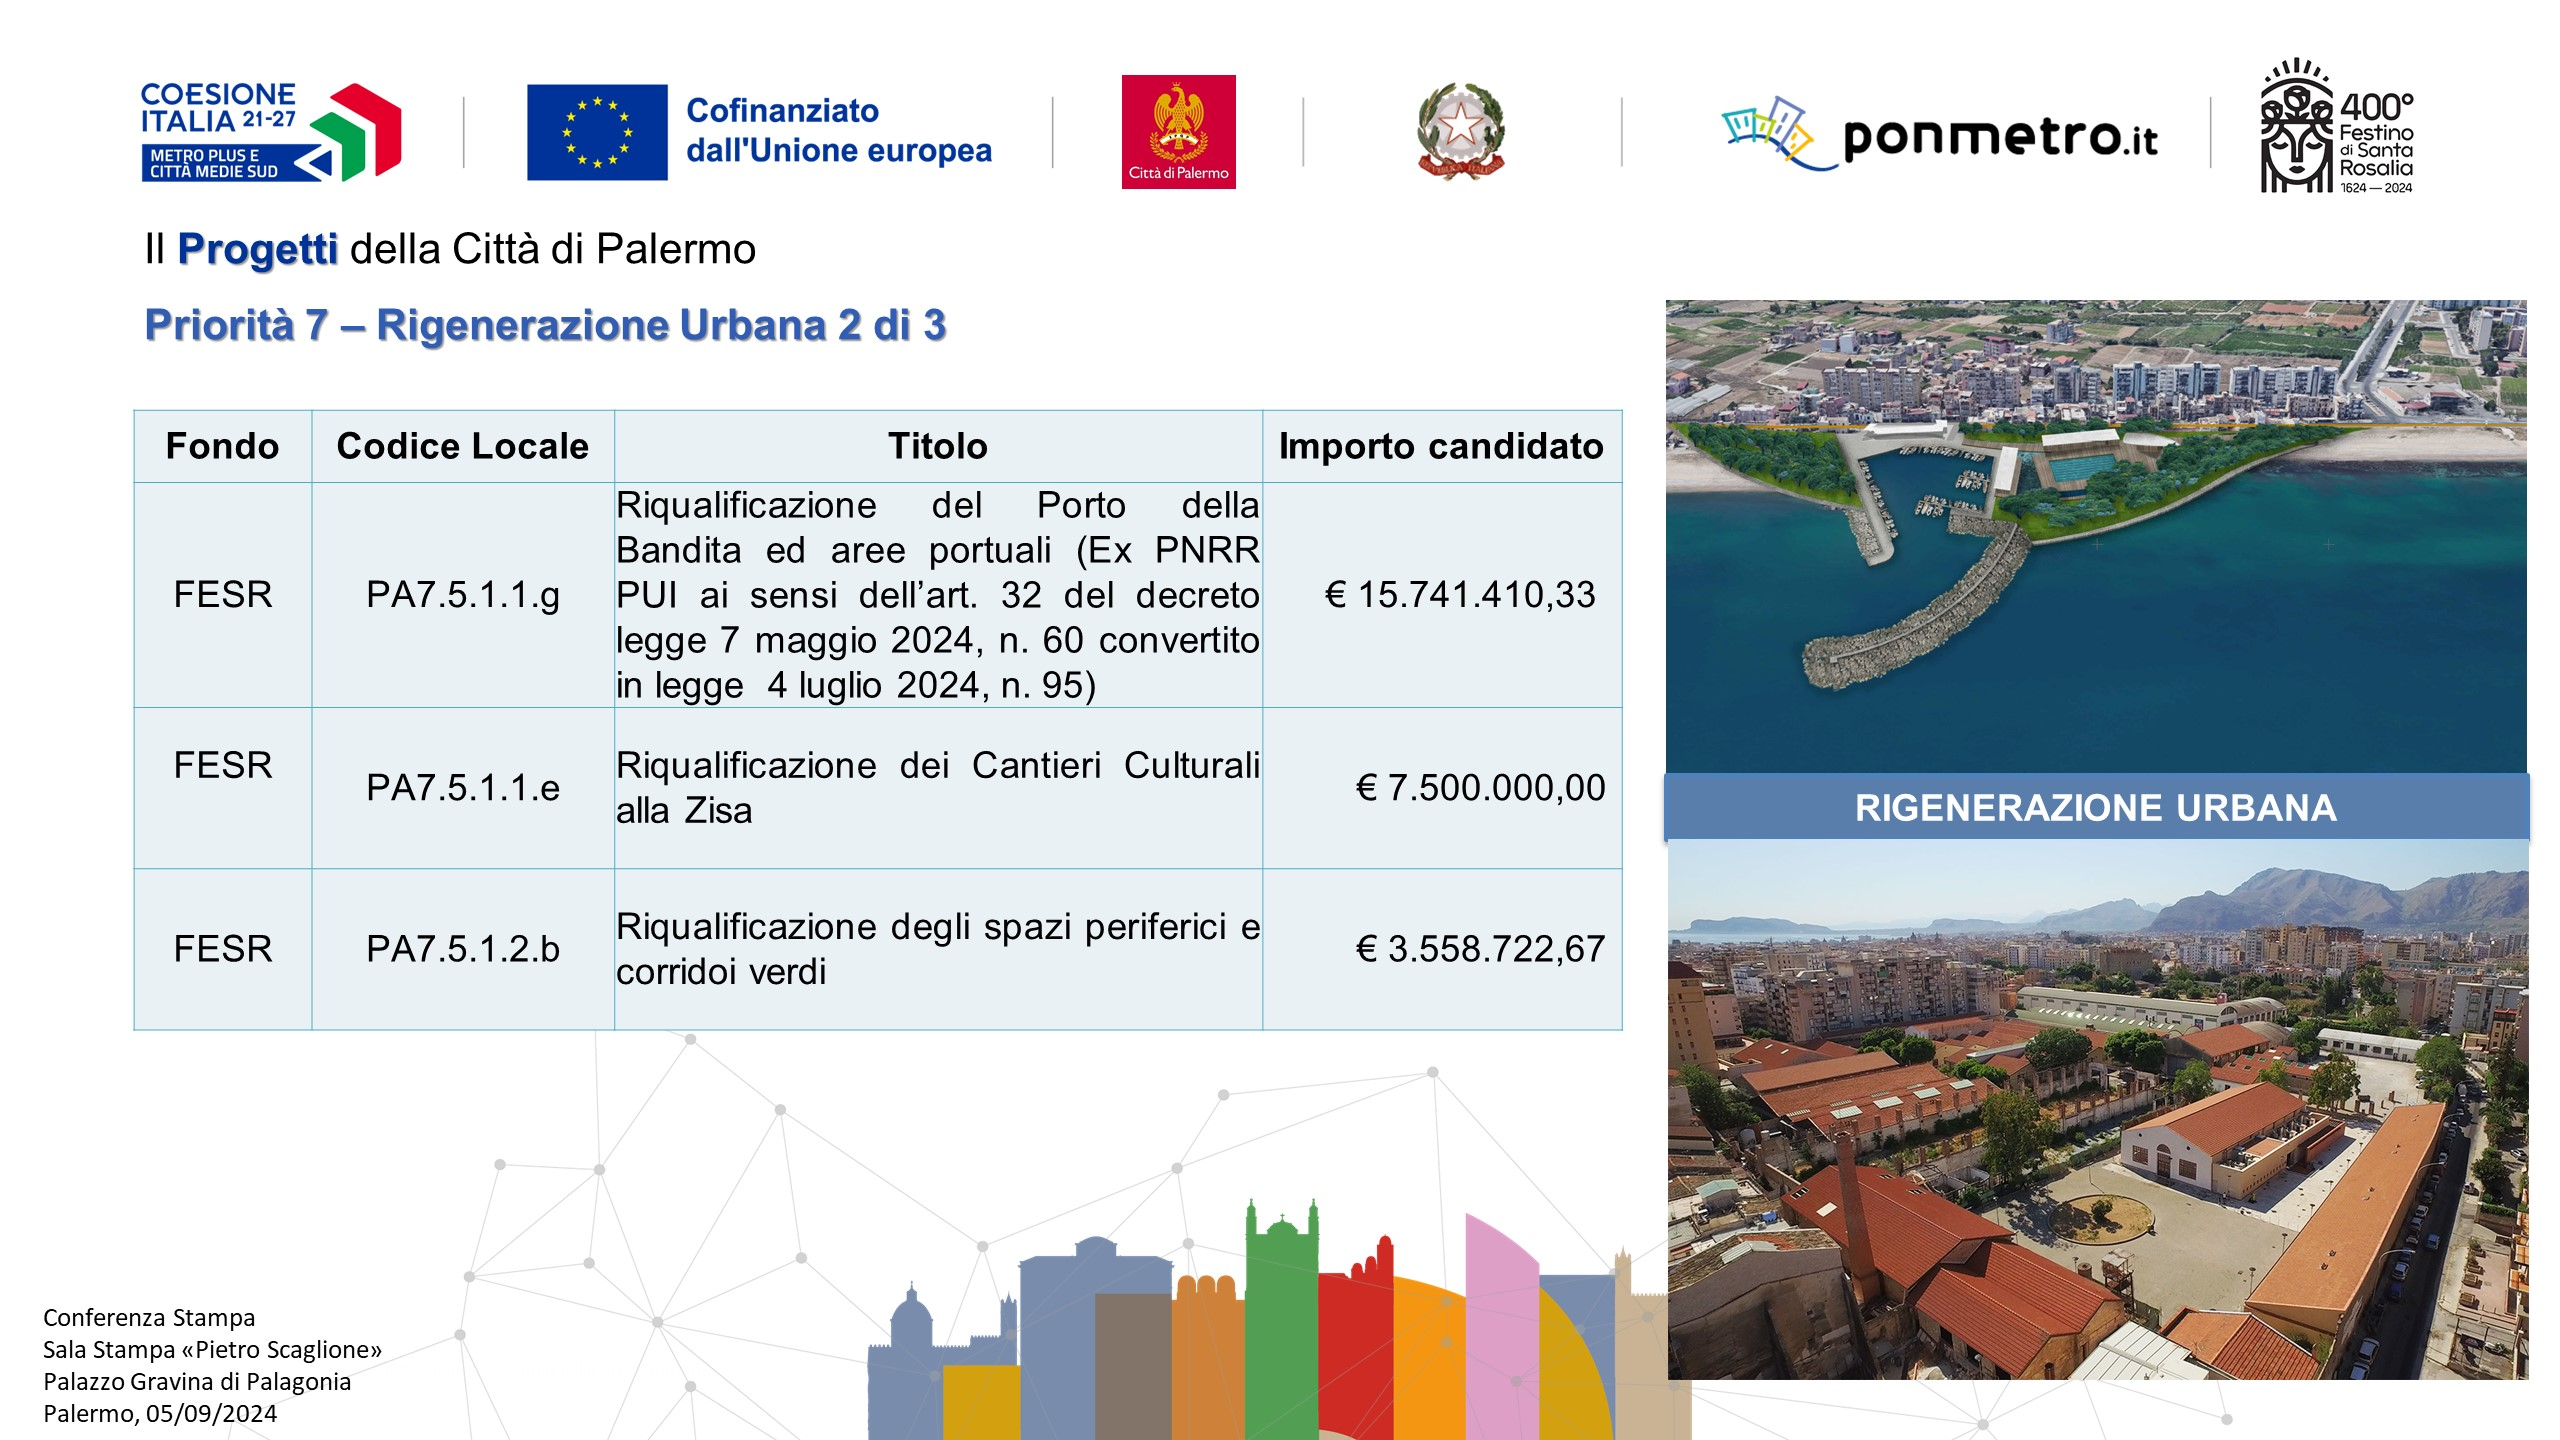 COESIONE
ITALIA 21-27
METRO PLUS E
CITTÀ MEDIE SUD
Cofinanziato
dall'Unione europea
Città di Palermo
ponmetro.it
400°
Festino
di Santa
Rosalia
1624 — 2024
Il Progetti della Città di Palermo
Priorità 7 – Rigenerazione Urbana 2 di 3
Fondo Codice Locale Titolo Importo candidato
FESR PA7.5.1.1.g
Riqualificazione del Porto della
Bandita ed aree portuali (Ex PNRR
PUI ai sensi dell’art. 32 del decreto
legge 7 maggio 2024, n. 60 convertito
in legge 4 luglio 2024, n. 95)
€ 15.741.410,33
FESR PA7.5.1.1.e
Riqualificazione dei Cantieri Culturali
alla Zisa
€ 7.500.000,00
FESR PA7.5.1.2.b
Riqualificazione degli spazi periferici e
corridoi verdi
€ 3.558.722,67
RIGENERAZIONE URBANA
Conferenza Stampa
Sala Stampa «Pietro Scaglione»
Palazzo Gravina di Palagonia
Palermo, 05/09/2024